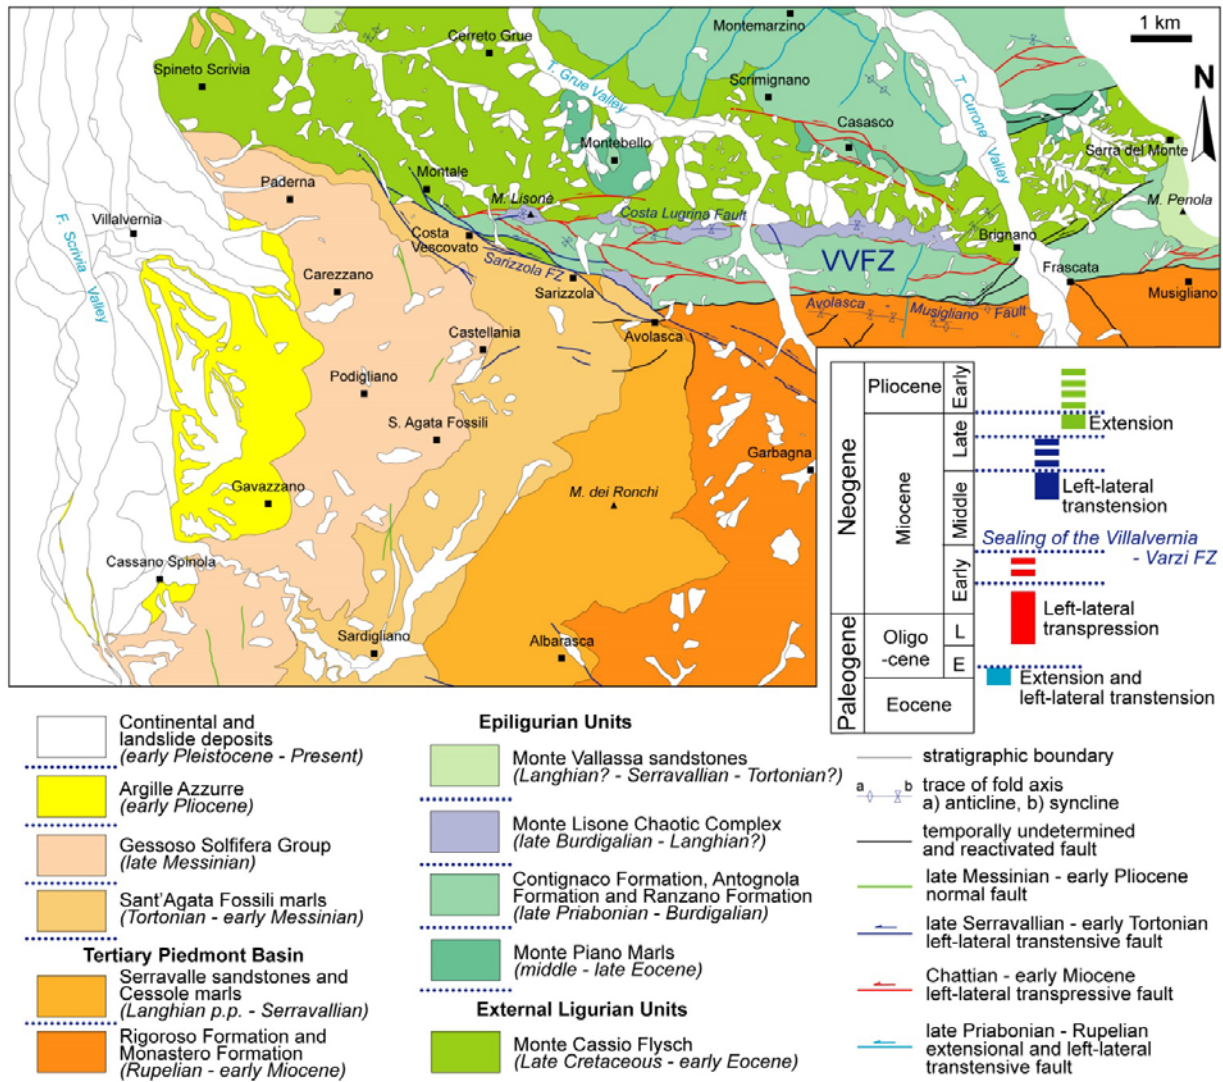 1 km
N
Montemarzino
Cerreto Grue
Spineto Scrivia
T. Grue Valley
Scrimignano
T. Curone Valley
Casasco
Montebello
Serra del Monte
Montale
Paderna
M. Lisone
M. Penola
Villalvernia
F. Scrivia Valley
Costa Lugrina Fault
Costa
Vescovato
Brignano
VVFZ
Sarizzola FZ
Carezzano
Sarizzola
Frascata
Musigliano
Avolasca Musigliano Fault
Castellania
Avolasca
Podigliano
S. Agata Fossili
Garbagna
Gavazzano
M. dei Ronchi
Cassano Spinola
Sardigliano
Albarasca
Neogene
Paleogene
Pliocene
Miocene
Oligo
-cene
Eocene
Early
Late
Middle
Early
L
E
Extension
Left-lateral
transtension
Sealing of the Villalvernia
- Varzi FZ
Left-lateral
transpression
Extension and
left-lateral transtension
Continental and
landslide deposits
(early Pleistocene - Present)
Argille Azzurre
(early Pliocene)
Gessoso Solfifera Group
(late Messinian)
Sant'Agata Fossili marls
(Tortonian - early Messinian)
Tertiary Piedmont Basin
Serravalle sandstones and
Cessole marls
(Langhian p.p. - Serravallian)
Rigoroso Formation and
Monastero Formation
(Rupelian - early Miocene)
Epiligurian Units
Monte Vallassa sandstones
(Langhian? - Serravallian - Tortonian?)
Monte Lisone Chaotic Complex
(late Burdigalian - Langhian?)
Contignaco Formation, Antognola
Formation and Ranzano Formation
(late Priabonian - Burdigalian)
Monte Piano Marls
(middle - late Eocene)
External Ligurian Units
Monte Cassio Flysch
(Late Cretaceous - early Eocene)
stratigraphic boundary
a b
trace of fold axis
a) anticline, b) syncline
temporally undetermined
and reactivated fault
late Messinian - early Pliocene
normal fault
late Serravallian - early Tortonian
left-lateral transtensive fault
Chattian - early Miocene
left-lateral transpressive fault
late Priabonian - Rupelian
extensional and left-lateral
transtensive fault